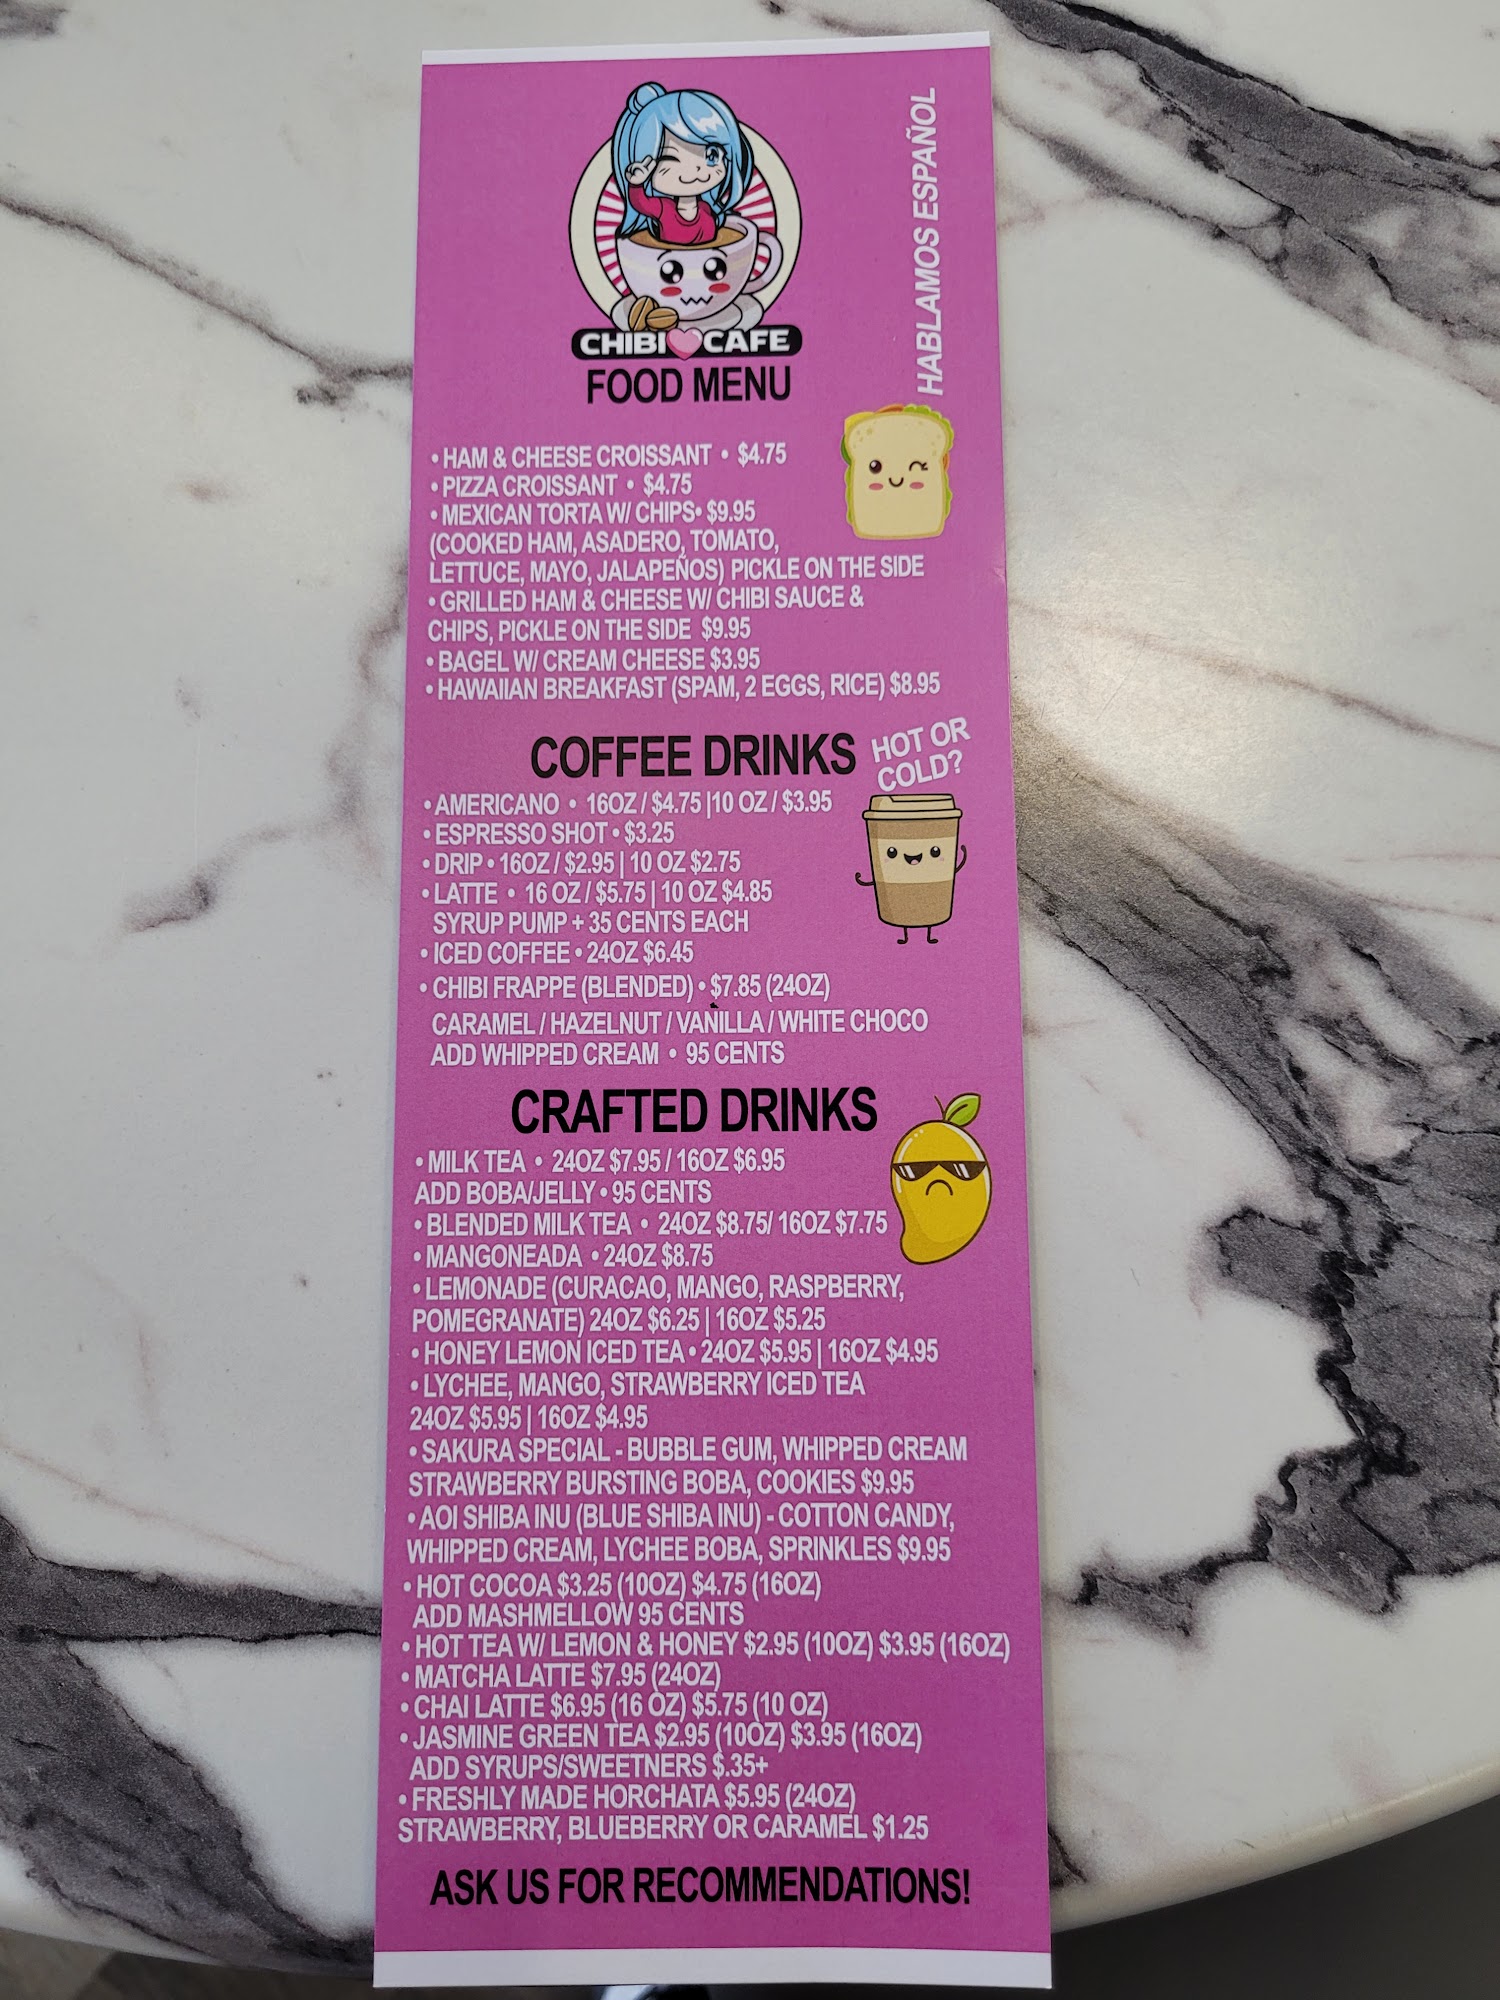 CHIBI CAFE
FOOD MENU
HABLAMOS ESPAÑOL
• HAM & CHEESE CROISSANT • $4.75
• PIZZA CROISSANT • $4.75
• MEXICAN TORTA W/ CHIPS• $9.95
(COOKED HAM, ASADERO, TOMATO,
LETTUCE, MAYO, JALAPEÑOS) PICKLE ON THE SIDE
• GRILLED HAM & CHEESE W/ CHIBI SAUCE &
CHIPS, PICKLE ON THE SIDE $9.95
• BAGEL W/ CREAM CHEESE $3.95
• HAWAIIAN BREAKFAST (SPAM, 2 EGGS, RICE) $8.95
COFFEE DRINKS
HOT OR
COLD?
• AMERICANO • 16OZ / $4.75 |10 OZ / $3.95
• ESPRESSO SHOT • $3.25
• DRIP • 16OZ / $2.95 | 10 OZ $2.75
• LATTE • 16 OZ / $5.75 | 10 OZ $4.85
SYRUP PUMP + 35 CENTS EACH
• ICED COFFEE • 24OZ $6.45
• CHIBI FRAPPE (BLENDED) • $7.85 (24OZ)
CARAMEL / HAZELNUT / VANILLA / WHITE CHOCO
ADD WHIPPED CREAM • 95 CENTS
CRAFTED DRINKS
• MILK TEA • 24OZ $7.95 / 16OZ $6.95
ADD BOBA/JELLY • 95 CENTS
• BLENDED MILK TEA • 24OZ $8.75/ 16OZ $7.75
• MANGONEADA • 24OZ $8.75
• LEMONADE (CURACAO, MANGO, RASPBERRY,
POMEGRANATE) 24OZ $6.25 | 16OZ $5.25
• HONEY LEMON ICED TEA • 24OZ $5.95 | 16OZ $4.95
• LYCHEE, MANGO, STRAWBERRY ICED TEA
24OZ $5.95 | 16OZ $4.95
• SAKURA SPECIAL - BUBBLE GUM, WHIPPED CREAM
STRAWBERRY BURSTING BOBA, COOKIES $9.95
• AOI SHIBA INU (BLUE SHIBA INU) - COTTON CANDY,
WHIPPED CREAM, LYCHEE BOBA, SPRINKLES $9.95
• HOT COCOA $3.25 (10OZ) $4.75 (16OZ)
ADD MASHMELLOW 95 CENTS
• HOT TEA W/ LEMON & HONEY $2.95 (10OZ) $3.95 (16OZ)
• MATCHA LATTE $7.95 (24OZ)
• CHAI LATTE $6.95 (16 OZ) $5.75 (10 OZ)
• JASMINE GREEN TEA $2.95 (10OZ) $3.95 (16OZ)
ADD SYRUPS/SWEETNERS $.35+
• FRESHLY MADE HORCHATA $5.95 (24OZ)
STRAWBERRY, BLUEBERRY OR CARAMEL $1.25
ASK US FOR RECOMMENDATIONS!